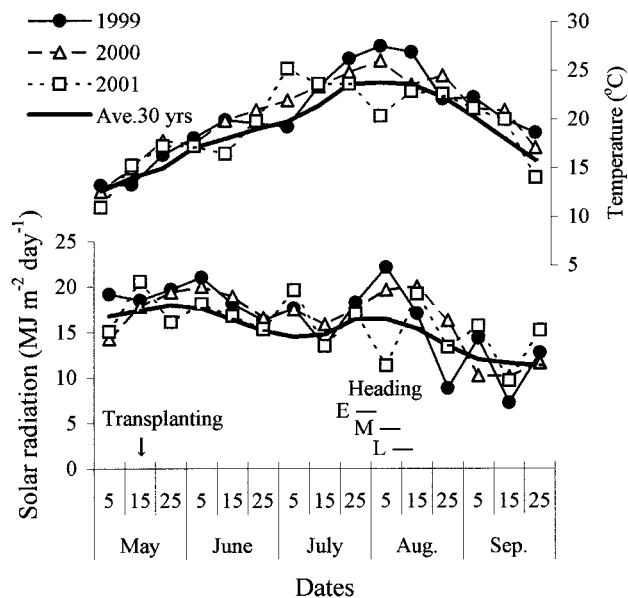 1999
2000
2001
Ave.30 yrs
30
25
20
15
10
5
Temperature (°C)
25
20
15
10
5
0
Solar radiation (MJ m-2 day-1)
Heading
E
M
L
Transplanting
5 15 25 5 15 25 5 15 25 5 15 25 5 15 25
May June July Aug. Sep.
Dates